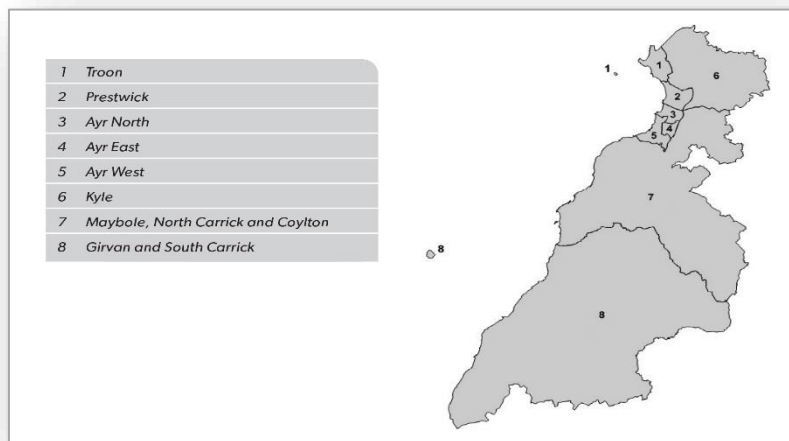 1 Troon
2 Prestwick
3 Ayr North
4 Ayr East
5 Ayr West
6 Kyle
7 Maybole, North Carrick and Coylton
8 Girvan and South Carrick
1
1
6
2
3
4
5
7
8
8